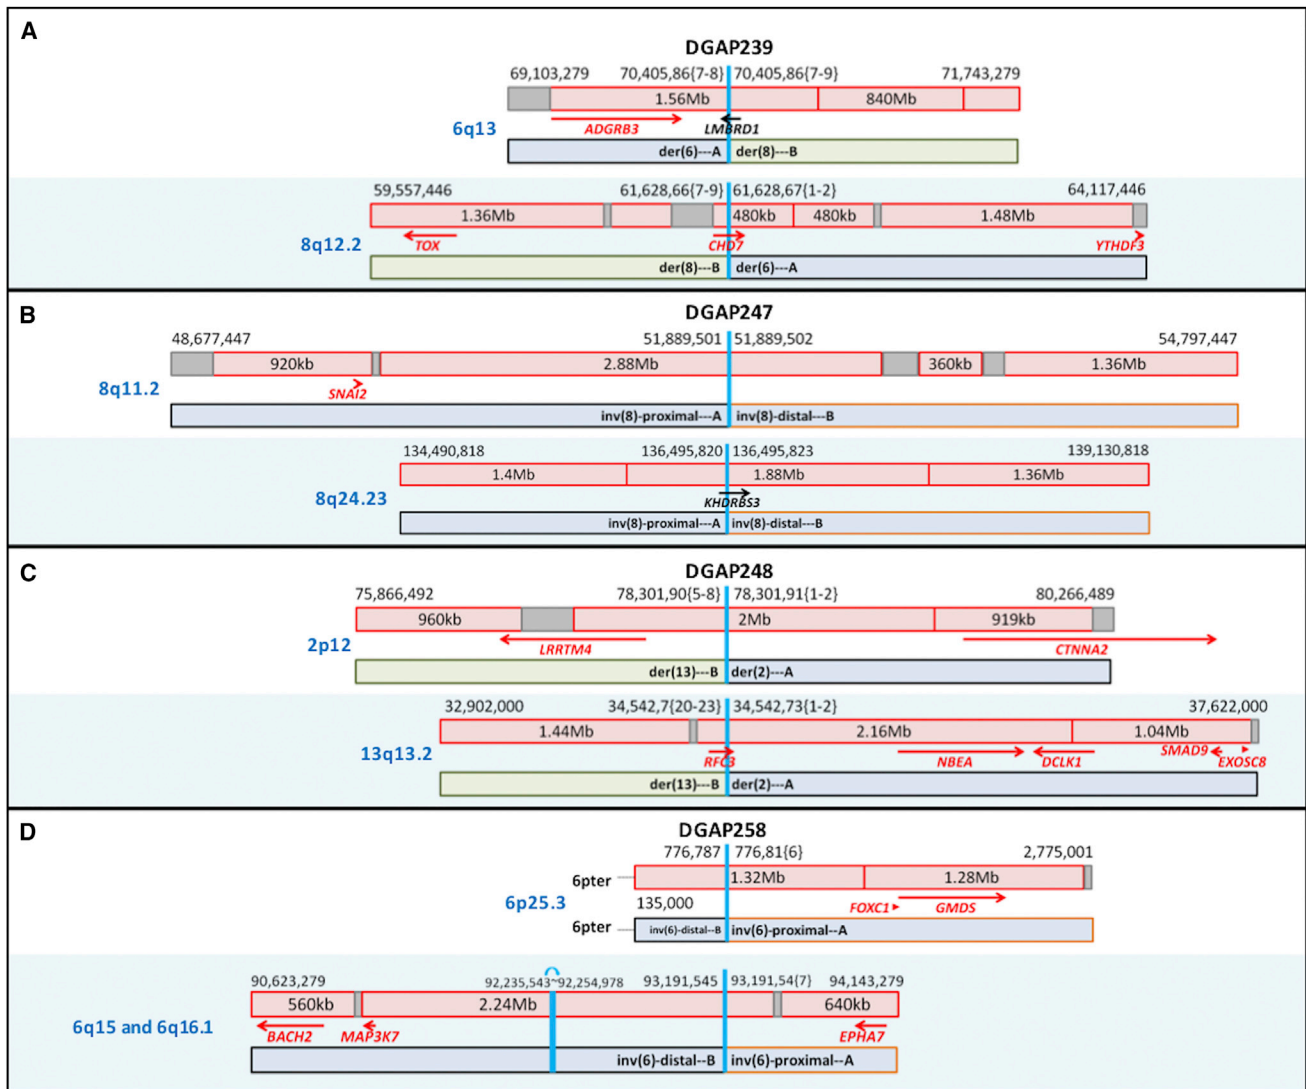 A
DGAP239
69,103,279 70,405,86{7-8} 70,405,86{7-9} 71,743,279
1.56Mb 840Mb
6q13 ADGRB3 LMBRD1
der(6)---A der(8)---B
59,557,446 61,628,66{7-9} 61,628,67{1-2} 64,117,446
1.36Mb 480kb 480kb 1.48Mb
8q12.2 TOX CHD7 YTHDF3
der(8)---B der(6)---A
B
DGAP247
48,677,447 51,889,501 51,889,502 54,797,447
920kb 2.88Mb 360kb 1.36Mb
8q11.2 SNAI2
inv(8)-proximal---A inv(8)-distal---B
134,490,818 136,495,820 136,495,823 139,130,818
1.4Mb 1.88Mb 1.36Mb
8q24.23 KHDRBS3
inv(8)-proximal---A inv(8)-distal---B
C
DGAP248
75,866,492 78,301,90{5-8} 78,301,91{1-2} 80,266,489
960kb 2Mb 919kb
2p12 LRRTM4 CTNNA2
der(13)---B der(2)---A
32,902,000 34,542,7{20-23} 34,542,73{1-2} 37,622,000
1.44Mb 2.16Mb 1.04Mb
13q13.2 RFC3 NBEA DCLK1 SMAD9 EXOSC8
der(13)---B der(2)---A
D
DGAP258
776,787 776,81{6} 2,775,001
6pter 1.32Mb 1.28Mb
6p25.3 135,000 FOXC1 GMDS
6pter inv(6)-distal--B inv(6)-proximal--A
90,623,279 92,235,543~92,254,978 93,191,545 93,191,54{7} 94,143,279
560kb 2.24Mb 640kb
6q15 and 6q16.1 BACH2 MAP3K7 EPHA7
inv(6)-distal--B inv(6)-proximal--A